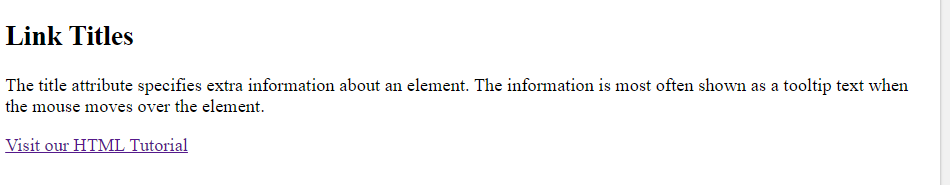 Link Titles
The title attribute specifies extra information about an element. The information is most often shown as a tooltip text when
the mouse moves over the element.
Visit our HTML Tutorial